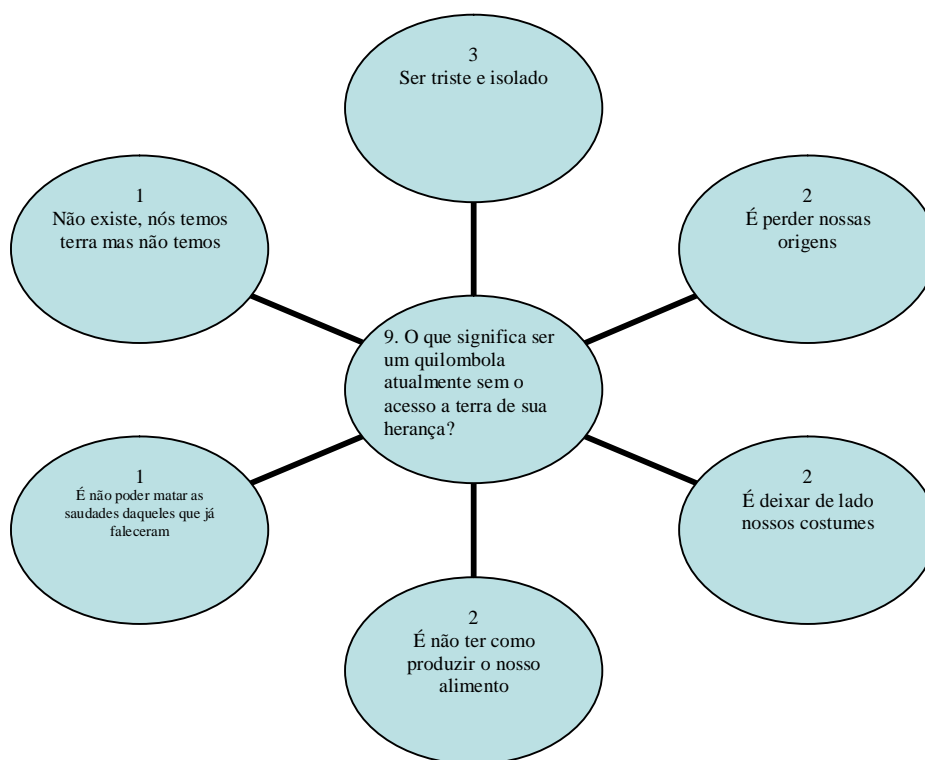 3
Ser triste e isolado
1
Não existe, nós temos
terra mas não temos
2
É perder nossas
origens
9. O que significa ser
um quilombola
atualmente sem o
acesso a terra de sua
herança?
1
É não poder matar as
saudades daqueles que já
faleceram
2
É deixar de lado
nossos costumes
2
É não ter como
produzir o nosso
alimento